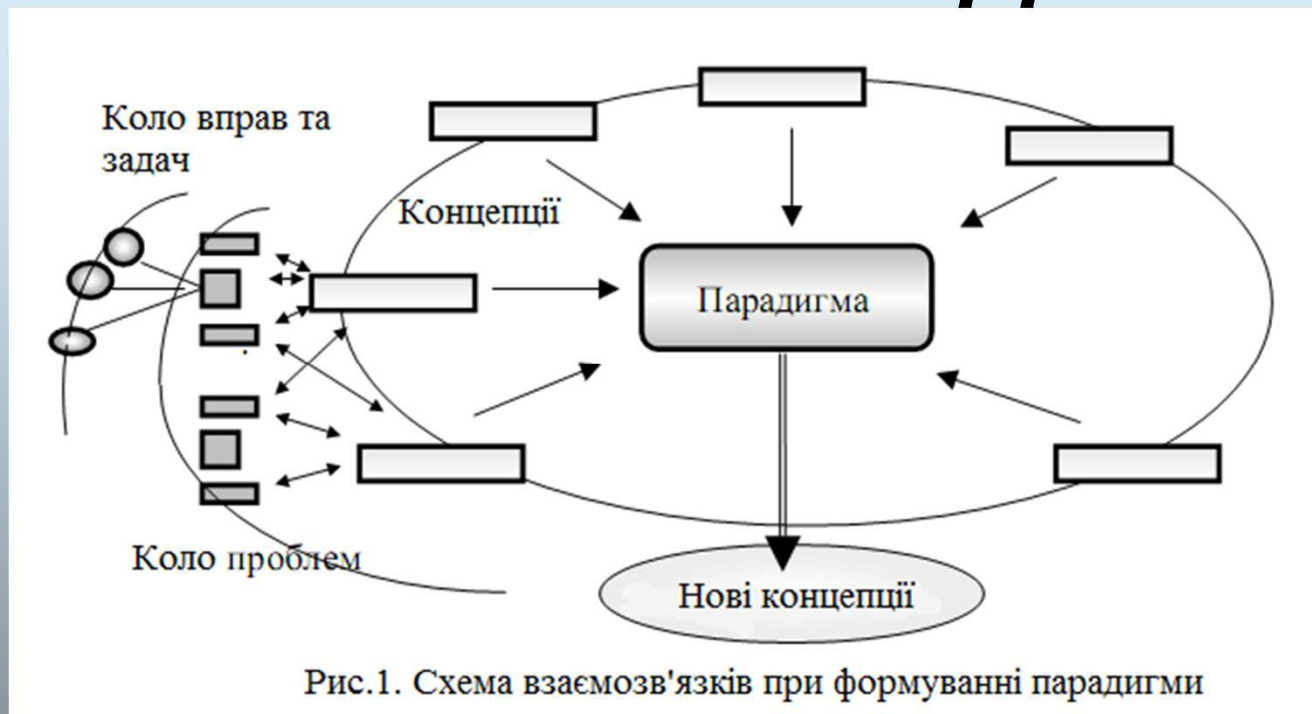 Коло вправ та
задач
Концепції
Парадигма
Коло проблем
Нові концепції
Рис.1. Схема взаємозв'язків при формуванні парадигми